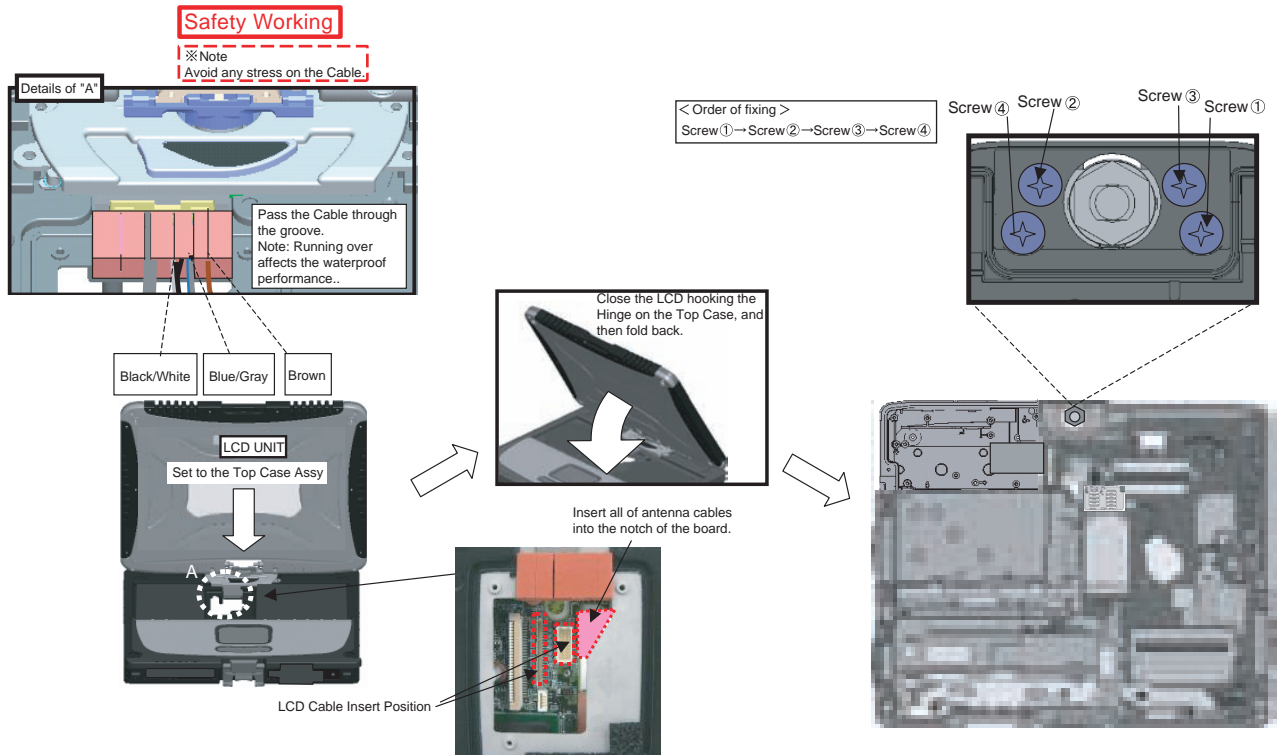 Safety Working
※Note
Avoid any stress on the Cable.
Details of "A"
Pass the Cable through
the groove.
Note: Running over
affects the waterproof
performance..
Black/White
Blue/Gray
Brown
LCD UNIT
Set to the Top Case Assy
A
Close the LCD hooking the
Hinge on the Top Case, and
then fold back.
Insert all of antenna cables
into the notch of the board.
LCD Cable Insert Position
< Order of fixing >
Screw①→Screw②→Screw③→Screw④
Screw④
Screw②
Screw③
Screw①